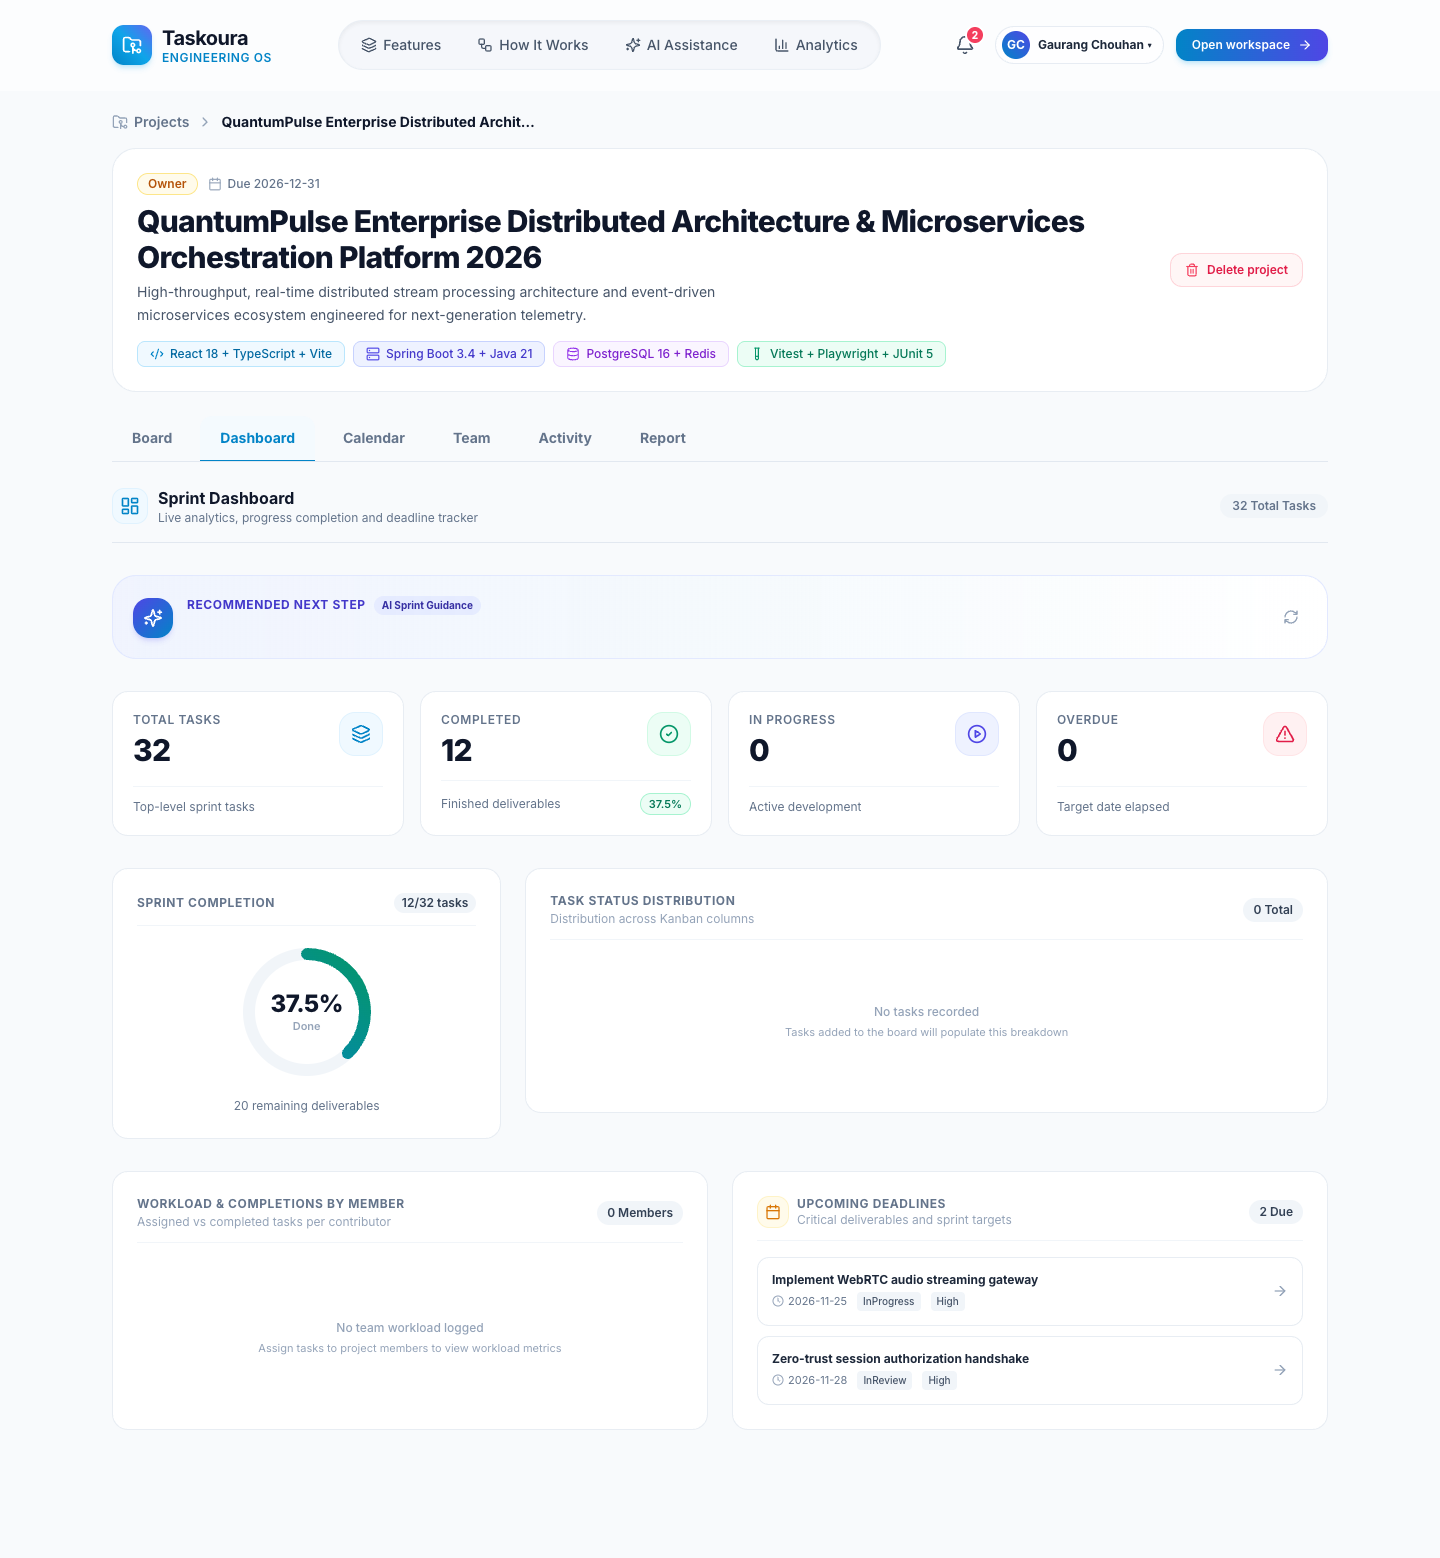 Taskoura
ENGINEERING OS
Features
How It Works
AI Assistance
Analytics
2
GC
Gaurang Chouhan
Open workspace
Projects
QuantumPulse Enterprise Distributed Archit...
Owner
Due 2026-12-31
QuantumPulse Enterprise Distributed Architecture & Microservices
Orchestration Platform 2026
High-throughput, real-time distributed stream processing architecture and event-driven
microservices ecosystem engineered for next-generation telemetry.
Delete project
React 18 + TypeScript + Vite
Spring Boot 3.4 + Java 21
PostgreSQL 16 + Redis
Vitest + Playwright + JUnit 5
Board
Dashboard
Calendar
Team
Activity
Report
Sprint Dashboard
Live analytics, progress completion and deadline tracker
32 Total Tasks
RECOMMENDED NEXT STEP
AI Sprint Guidance
TOTAL TASKS
32
Top-level sprint tasks
COMPLETED
12
Finished deliverables
37.5%
IN PROGRESS
0
Active development
OVERDUE
0
Target date elapsed
SPRINT COMPLETION
12/32 tasks
37.5%
Done
20 remaining deliverables
TASK STATUS DISTRIBUTION
Distribution across Kanban columns
0 Total
No tasks recorded
Tasks added to the board will populate this breakdown
WORKLOAD & COMPLETIONS BY MEMBER
Assigned vs completed tasks per contributor
0 Members
No team workload logged
Assign tasks to project members to view workload metrics
UPCOMING DEADLINES
Critical deliverables and sprint targets
2 Due
Implement WebRTC audio streaming gateway
2026-11-25
InProgress
High
Zero-trust session authorization handshake
2026-11-28
InReview
High